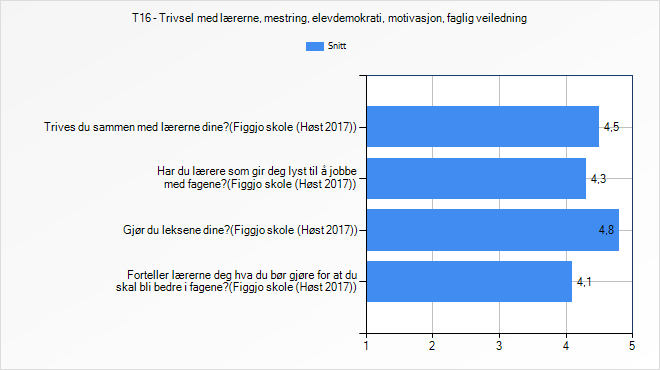 T16 - Trivsel med lærerne, mestring, elevdemokrati, motivasjon, faglig veiledning
Snitt
Trives du sammen med lærerne dine?(Figgjo skole (Høst 2017))
4,5
Har du lærere som gir deg lyst til å jobbe
med fagene?(Figgjo skole (Høst 2017))
4,3
Gjør du leksene dine?(Figgjo skole (Høst 2017))
4,8
Forteller lærerne deg hva du bør gjøre for at du
skal bli bedre i fagene?(Figgjo skole (Høst 2017))
4,1
1 2 3 4 5